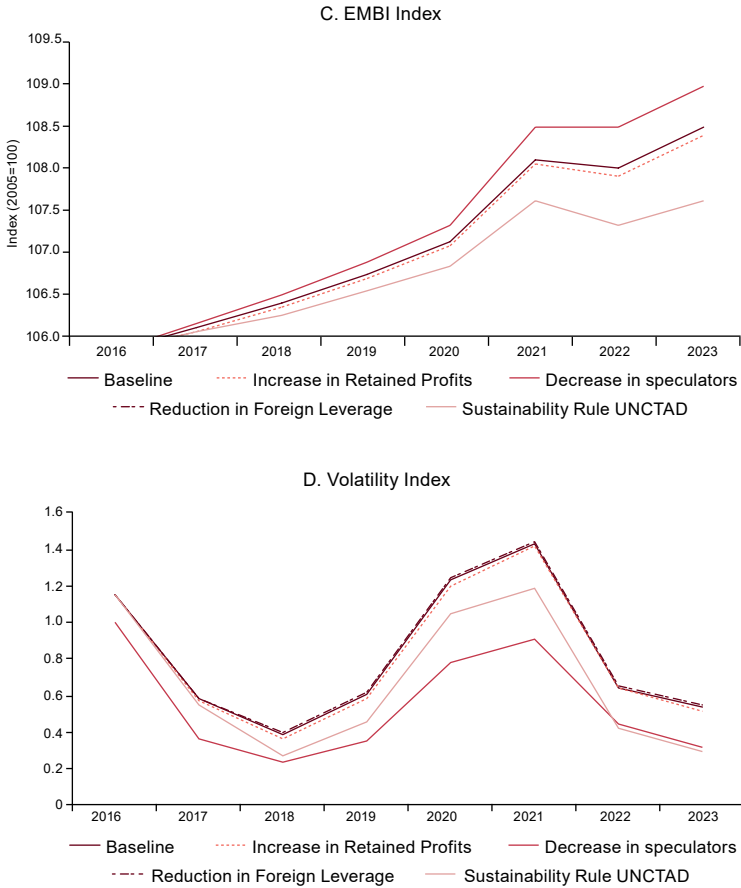 C. EMBI Index
Index (2005=100)
109.5
109.0
108.5
108.0
107.5
107.0
106.5
106.0
2016 2017 2018 2019 2020 2021 2022 2023
Baseline Increase in Retained Profits Decrease in speculators
Reduction in Foreign Leverage Sustainability Rule UNCTAD
D. Volatility Index
1.6
1.4
1.2
1.0
0.8
0.6
0.4
0.2
0
2016 2017 2018 2019 2020 2021 2022 2023
Baseline Increase in Retained Profits Decrease in speculators
Reduction in Foreign Leverage Sustainability Rule UNCTAD